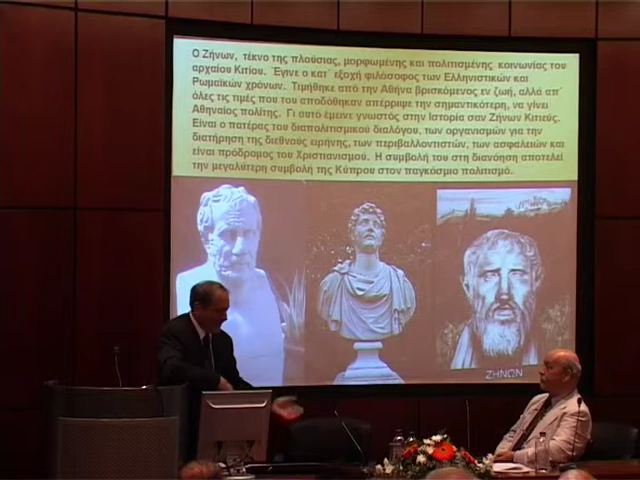 Ο Ζήνων, τέκνο της πλούσιας, μορφωμένης και πολιτισμένης κοινωνίας του
αρχαίου Κιτίου. Έγινε ο κατ΄ εξοχή φιλόσοφος των Ελληνιστικών και
Ρωμαϊκών χρόνων. Τιμήθηκε από την Αθήνα βρισκόμενος εν ζωή, αλλά απ΄
όλες τις τιμές που του αποδόθηκαν απέρριψε την σημαντικότερη, να γίνει
Αθηναίος πολίτης. Γι αυτό έμεινε γνωστός στην Ιστορία σαν Ζήνων Κιτιεύς.
Είναι ο πατέρας του διαπολιτισμικού διαλόγου, των οργανισμών για την
διατήρηση της διεθνούς ειρήνης, των περιβαλλοντιστών, των ασφαλειών και
είναι πρόδρομος του Χριστιανισμού. Η συμβολή του στη διανόηση αποτελεί
την μεγαλύτερη συμβολή της Κύπρου στον παγκόσμιο πολιτισμό.
ΖΗΝΩΝ